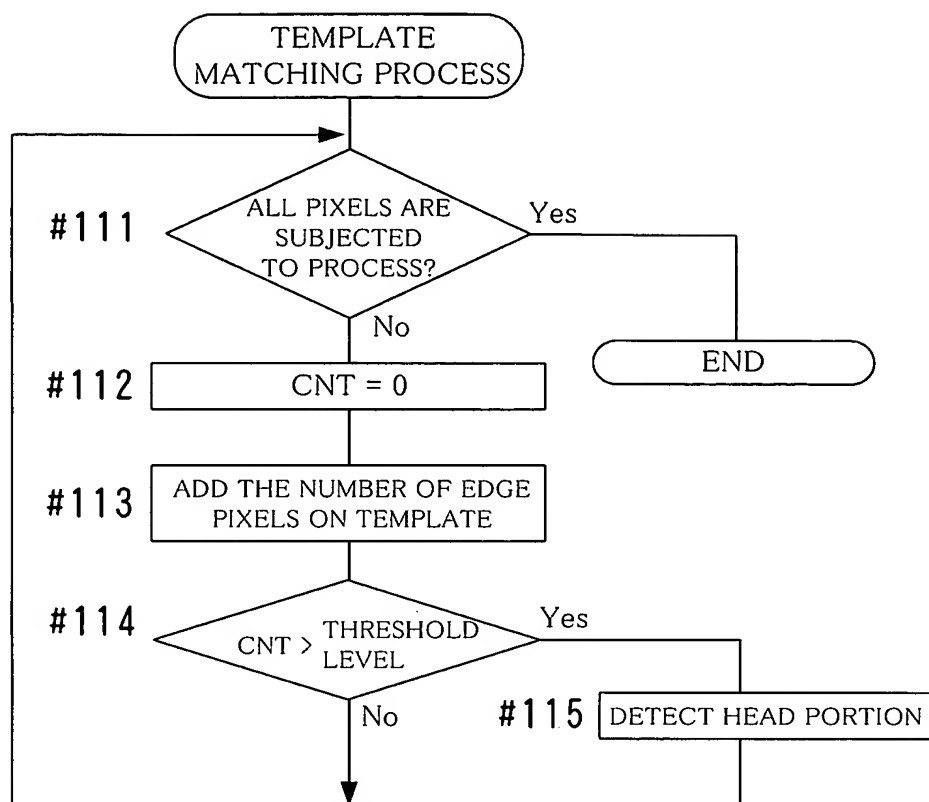 TEMPLATE
MATCHING PROCESS
#111
ALL PIXELS ARE
SUBJECTED
TO PROCESS?
Yes
No
END
#112
CNT = 0
#113
ADD THE NUMBER OF EDGE
PIXELS ON TEMPLATE
#114
CNT > THRESHOLD
LEVEL
Yes
No
#115
DETECT HEAD PORTION